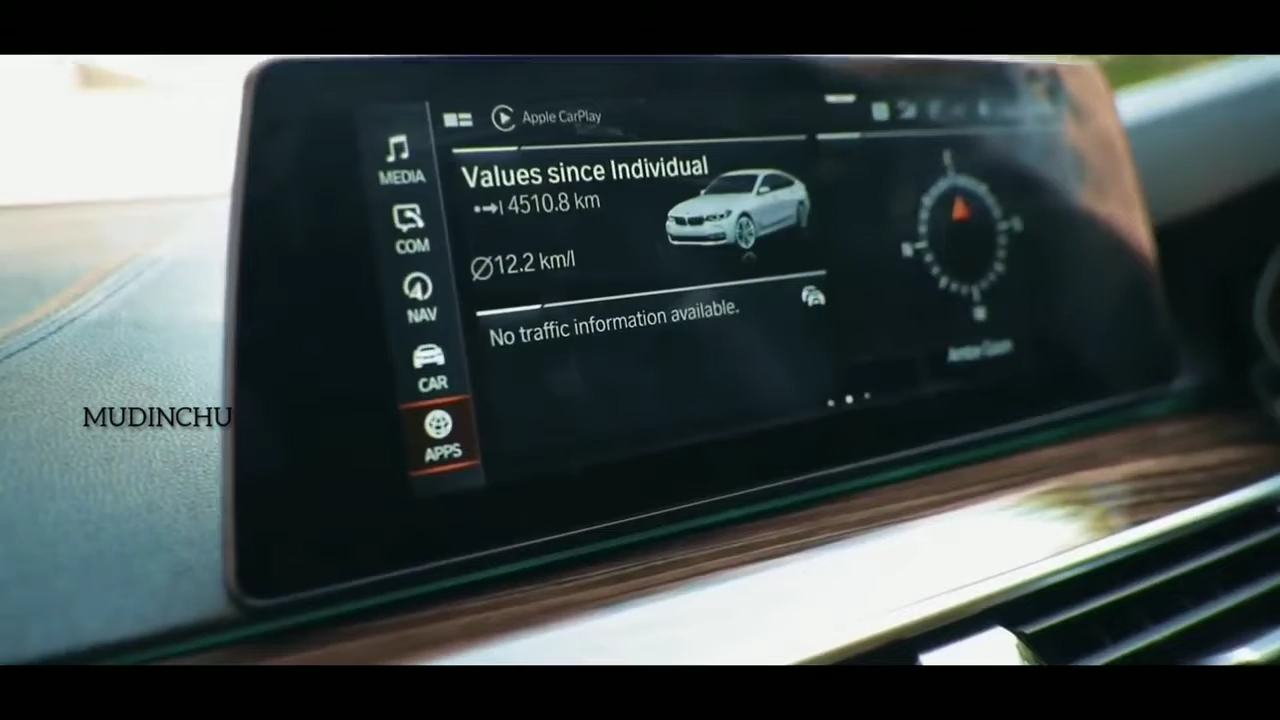 Apple CarPlay
MEDIA
Values since Individual
4510.8 km
COM
Ø12.2 km/l
NAV
No traffic information available.
CAR
APPS
MUDINCHU